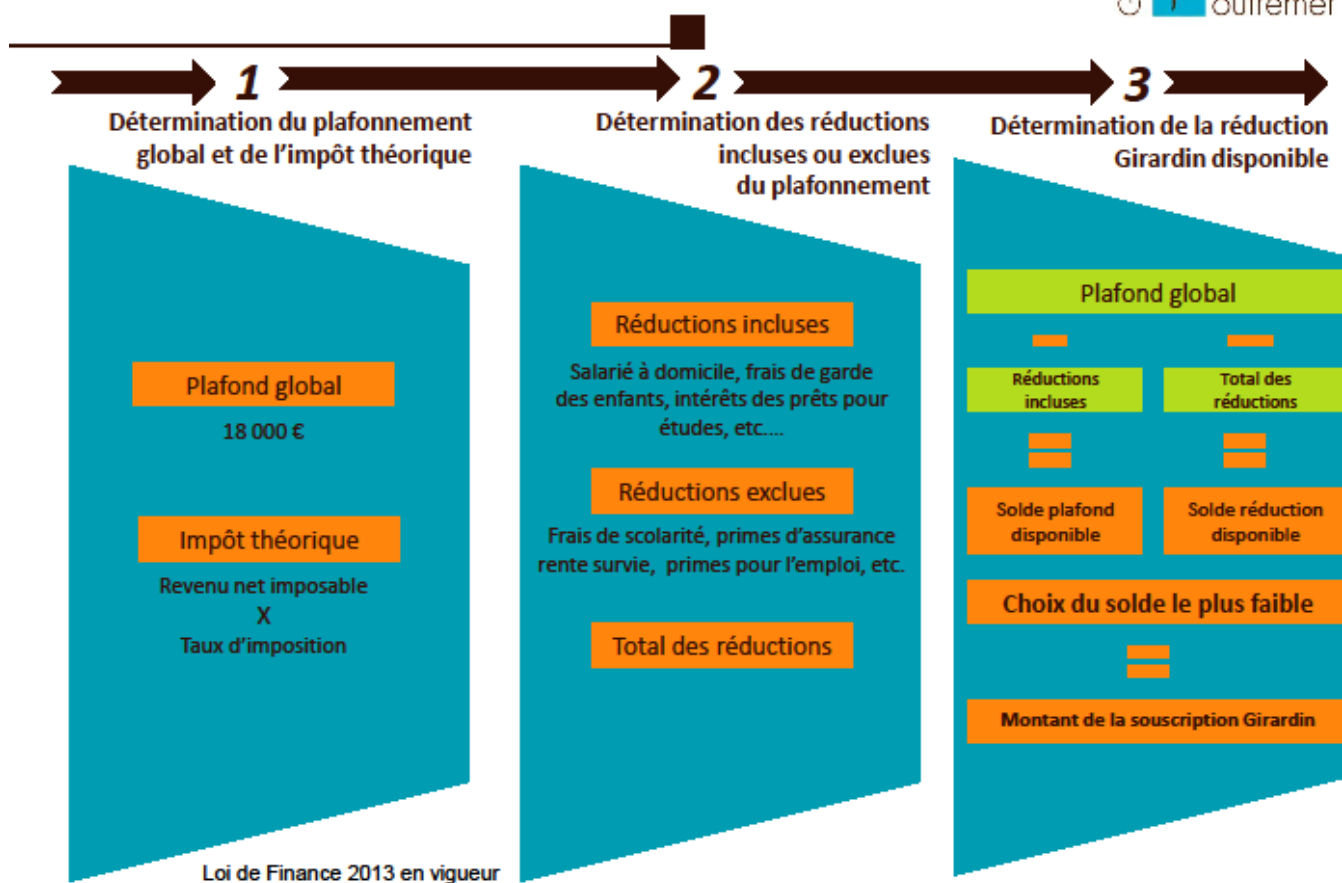 outremer
1
2
3
Détermination du plafonnement
global et de l'impôt théorique
Plafond global
18 000 €
Impôt théorique
Revenu net imposable
X
Taux d'imposition
Détermination des réductions
incluses ou exclues
du plafonnement
Réductions incluses
Salarié à domicile, frais de garde
des enfants, intérêts des prêts pour
études, etc....
Réductions exclues
Frais de scolarité, primes d'assurance
rente survie, primes pour l'emploi, etc.
Total des réductions
Détermination de la réduction
Girardin disponible
Plafond global
Réductions
incluses
Total des
réductions
Solde plafond
disponible
Solde réduction
disponible
Choix du solde le plus faible
Montant de la souscription Girardin
Loi de Finance 2013 en vigueur